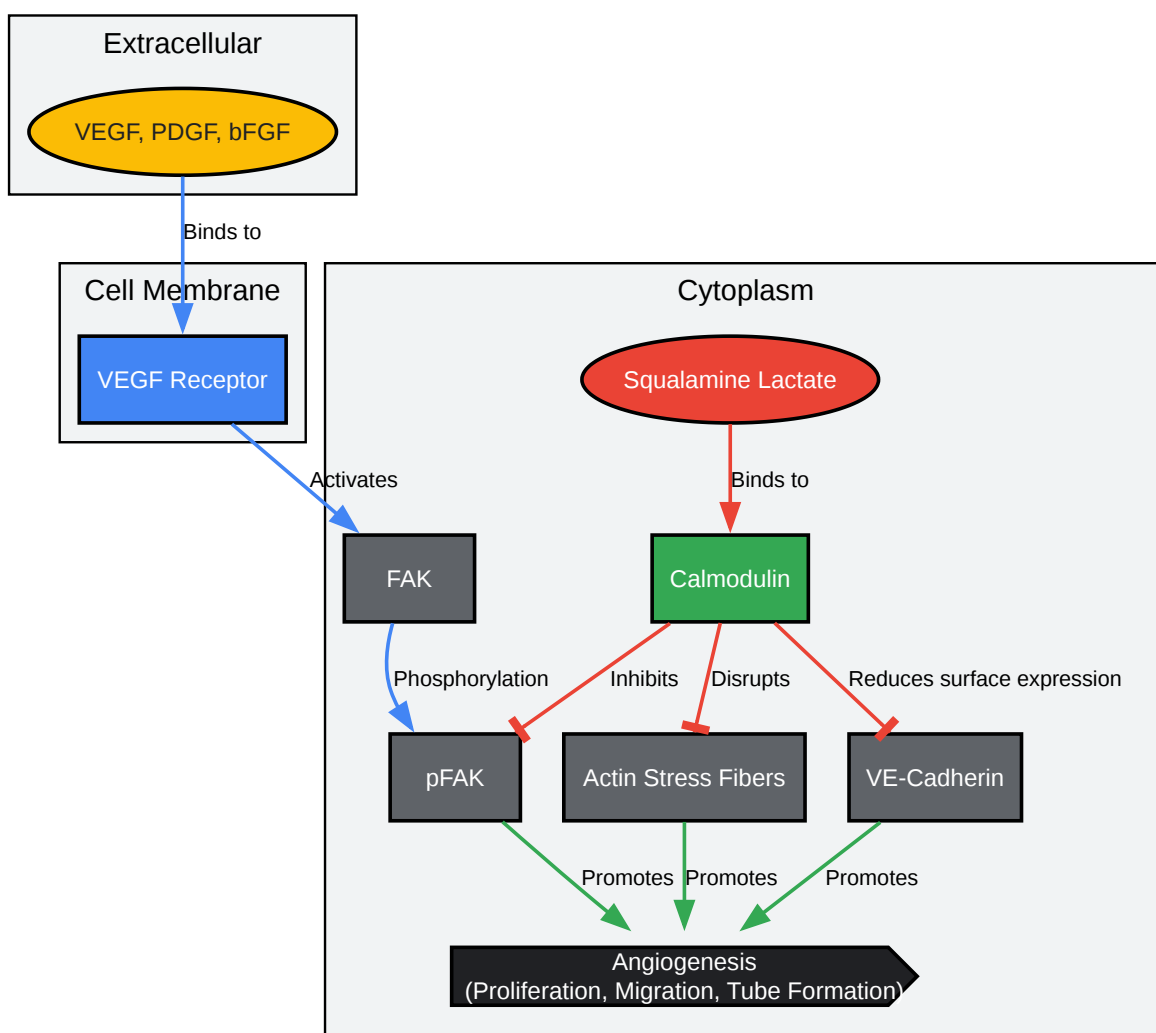 Extracellular
VEGF, PDGF, bFGF
Binds to
Cell Membrane
Cytoplasm
VEGF Receptor
Squalamine Lactate
Activates
Binds to
FAK
Calmodulin
Phosphorylation
Inhibits
Disrupts
Reduces surface expression
pFAK
Actin Stress Fibers
VE-Cadherin
Promotes
Promotes
Promotes
Angiogenesis
(Proliferation, Migration, Tube Formation)